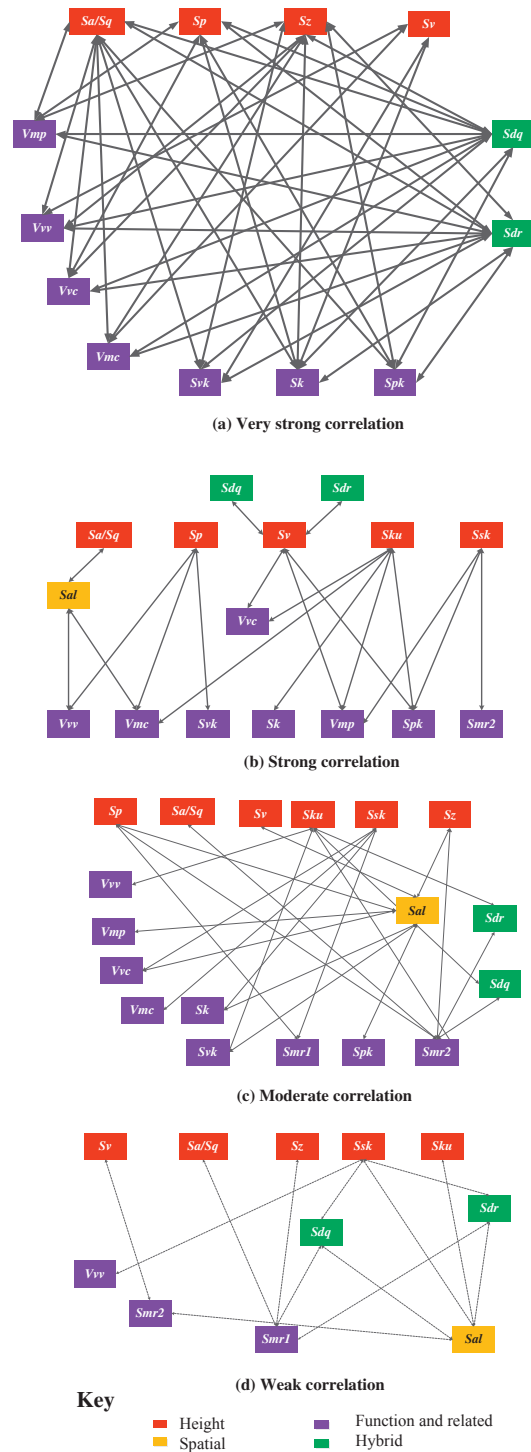 Sa/Sq Sp Sz Sv
Vmp Sdq
Vvv Sdr
Vvc
Vmc
Svk Sk Spk
(a) Very strong correlation
Sdq Sdr
Sa/Sq Sp Sv Sku Ssk
Sal
Vvc
Vvv Vmc Svk Sk Vmp Spk Smr2
(b) Strong correlation
Sp Sa/Sq Sv Sku Ssk Sz
Vvv
Sal Sdr
Vmp
Vvc
Sdq
Vmc Sk
Svk Smr1 Spk Smr2
(c) Moderate correlation
Sv Sa/Sq Sz Ssk Sku
Sdr
Sdq
Vvv
Smr2
Smr1 Sal
(d) Weak correlation
Key
Height Function and related
Spatial Hybrid